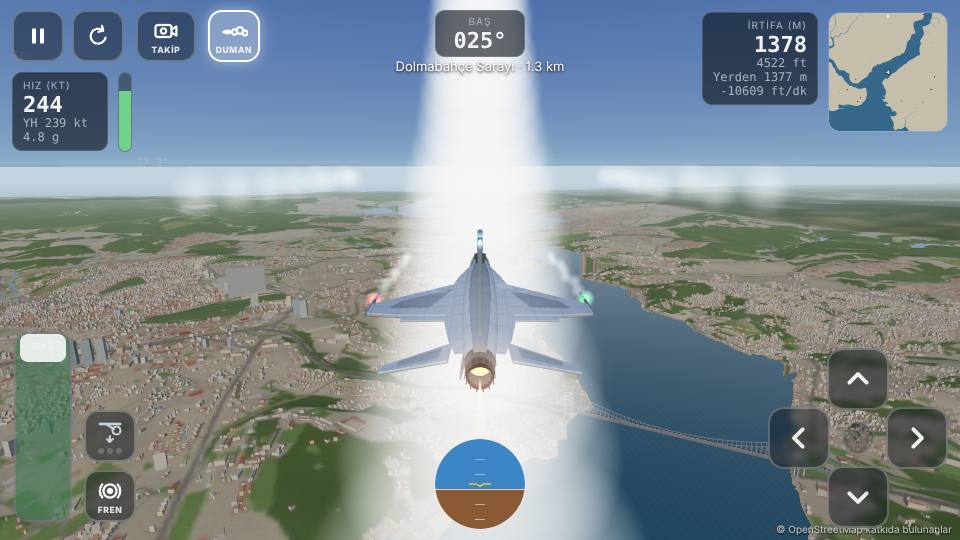 TAKİP
DUMAN
BAŞ
025°
Dolmabahçe Sarayı · 1.3 km
İRTİFA (M)
1378
4522 ft
Yerden 1377 m
-10609 ft/dk
HIZ (KT)
244
YH 239 kt
4.8 g
FREN
© OpenStreetMap katkıda bulunanlar